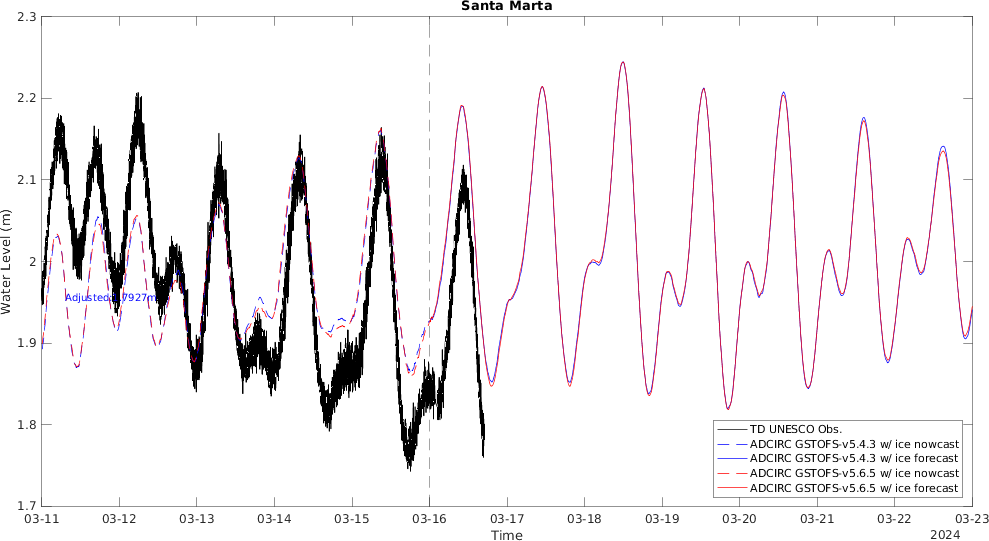 Santa Marta
2.3
2.2
2.1
2
1.9
1.8
1.7
Water Level (m)
03-11 03-12 03-13 03-14 03-15 03-16 03-17 03-18 03-19 03-20 03-21 03-22 03-23
Time
2024
TD UNESCO Obs.
ADCIRC GSTOFS-v5.4.3 w/ ice nowcast
ADCIRC GSTOFS-v5.4.3 w/ ice forecast
ADCIRC GSTOFS-v5.6.5 w/ ice nowcast
ADCIRC GSTOFS-v5.6.5 w/ ice forecast